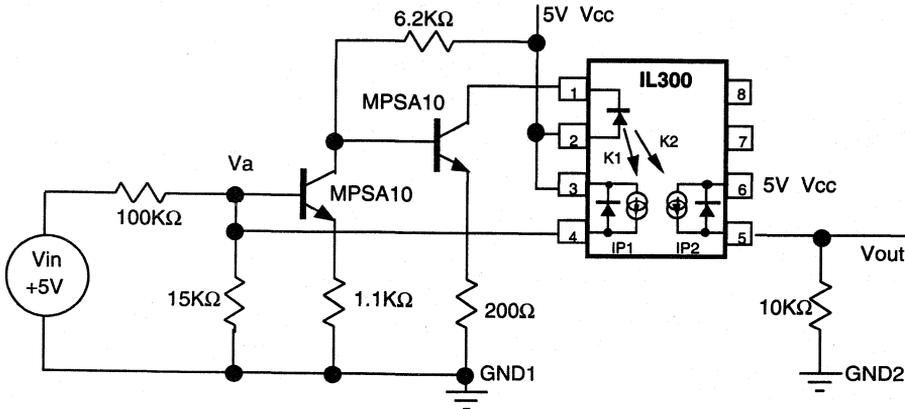 6.2KΩ
5V Vcc
IL300
MPSA10
1
8
K2
2
7
K1
Va
MPSA10
3
6
5V Vcc
100KΩ
4
IP1
IP2
5
Vout
Vin
+5V
15KΩ
1.1KΩ
200Ω
10KΩ
GND1
GND2